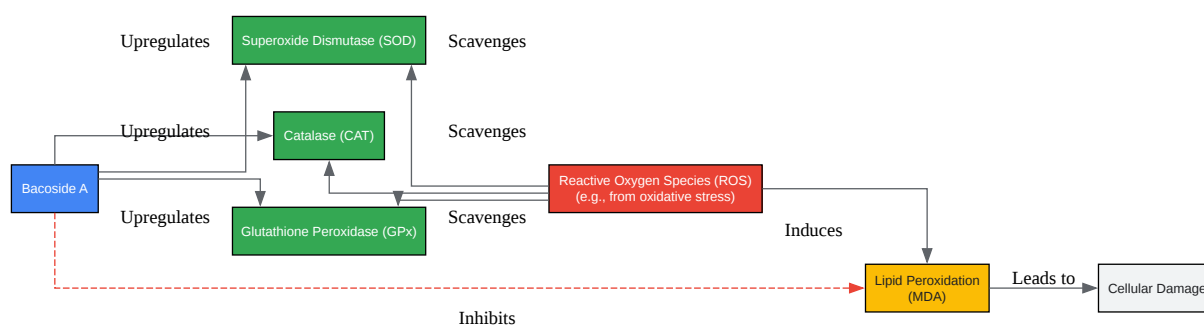 Upregulates
Superoxide Dismutase (SOD)
Scavenges
Upregulates
Catalase (CAT)
Scavenges
Bacoside A
Reactive Oxygen Species (ROS)
(e.g., from oxidative stress)
Upregulates
Glutathione Peroxidase (GPx)
Scavenges
Induces
Lipid Peroxidation
(MDA)
Leads to
Cellular Damage
Inhibits